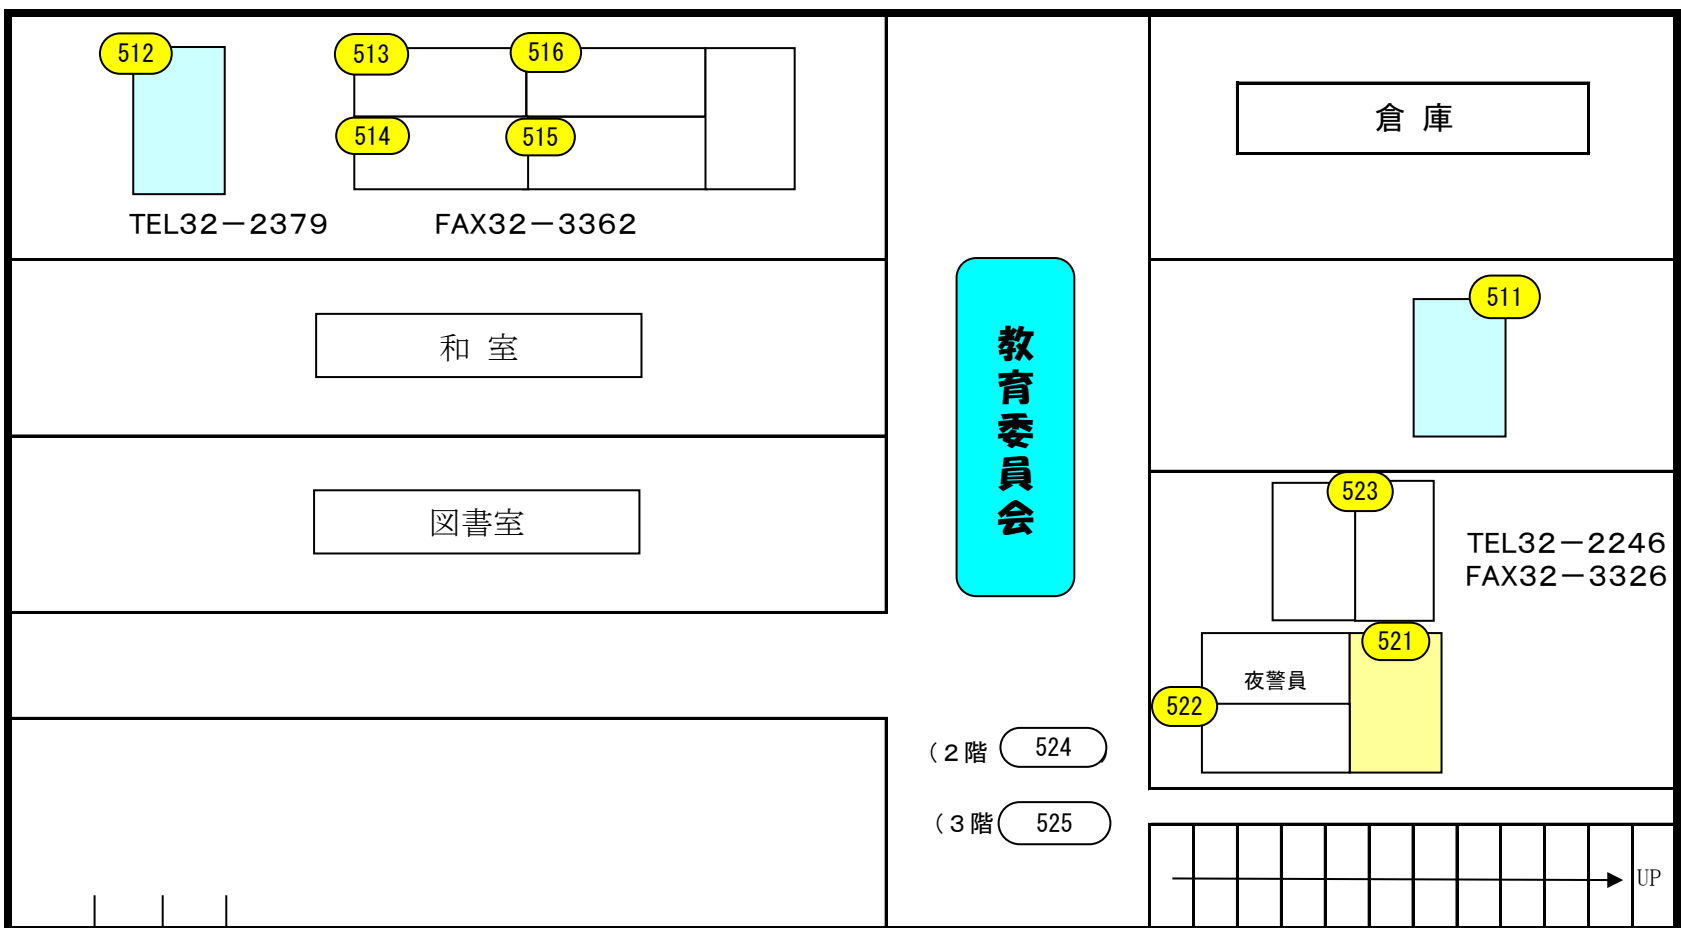 512
513
516
514
515
TEL32－2379
FAX32－3362
倉 庫
511
和 室
教育委員会
図書室
523
TEL32－2246
FAX32－3326
521
夜警員
522
（2階 524 ）
（3階 525
UP